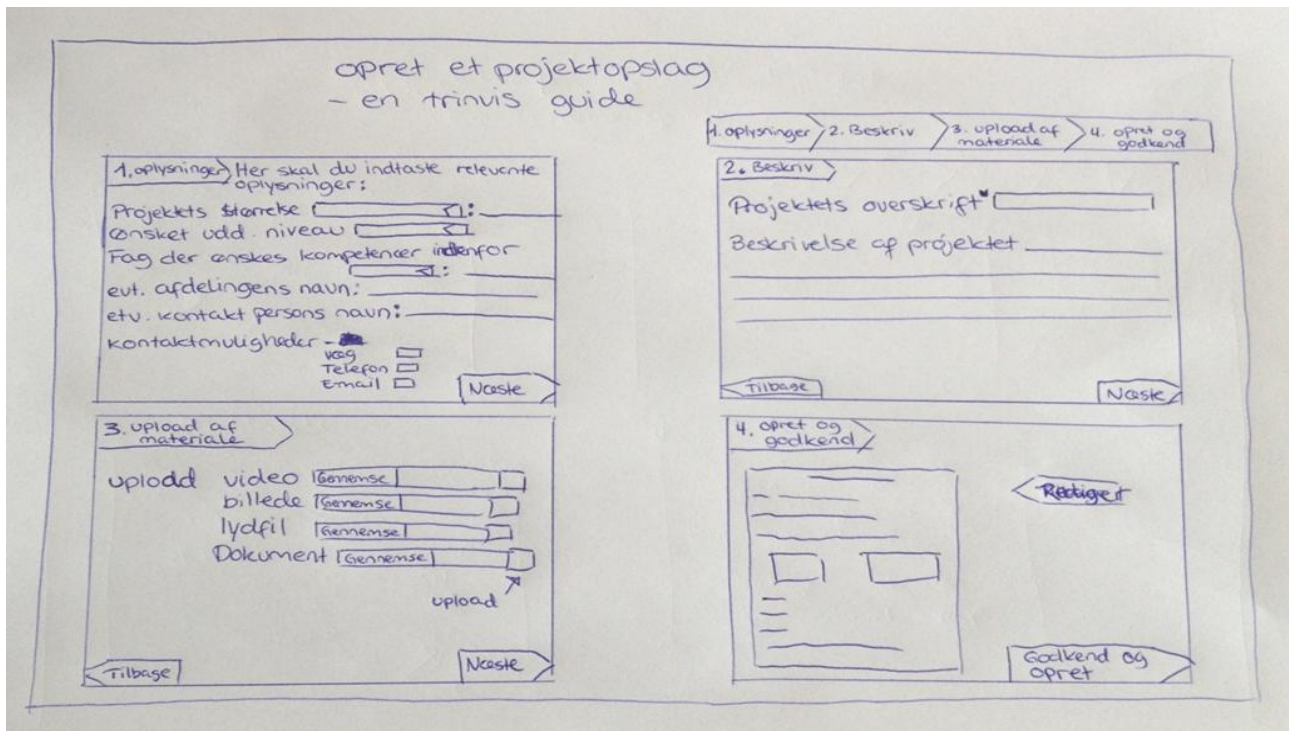 opret et projektopslag
- en trinvis guide
1. oplysninger 2. Beskriv 3. upload af materiale 4. opret og godkend
1. oplysninger Her skal du indtaste relevante
oplysninger:
Projektets størrelse :
ønsket udd. niveau
Fag der ønskes kompetencer indenfor
:
evt. afdelingens navn:
etv. kontakt persons navn:
kontaktmuligheder -
væg
Telefon
Email
Næste
2. Beskriv
Projektets overskrift
Beskrivelse af projektet
Tilbage
Næste
3. upload af
materiale
uplodd video Genemse
billede Genemse
lydfil Gennemse
Dokument Gennemse
upload
Tilbage
Næste
4. opret og
godkend
Rediger
Godkend og
opret